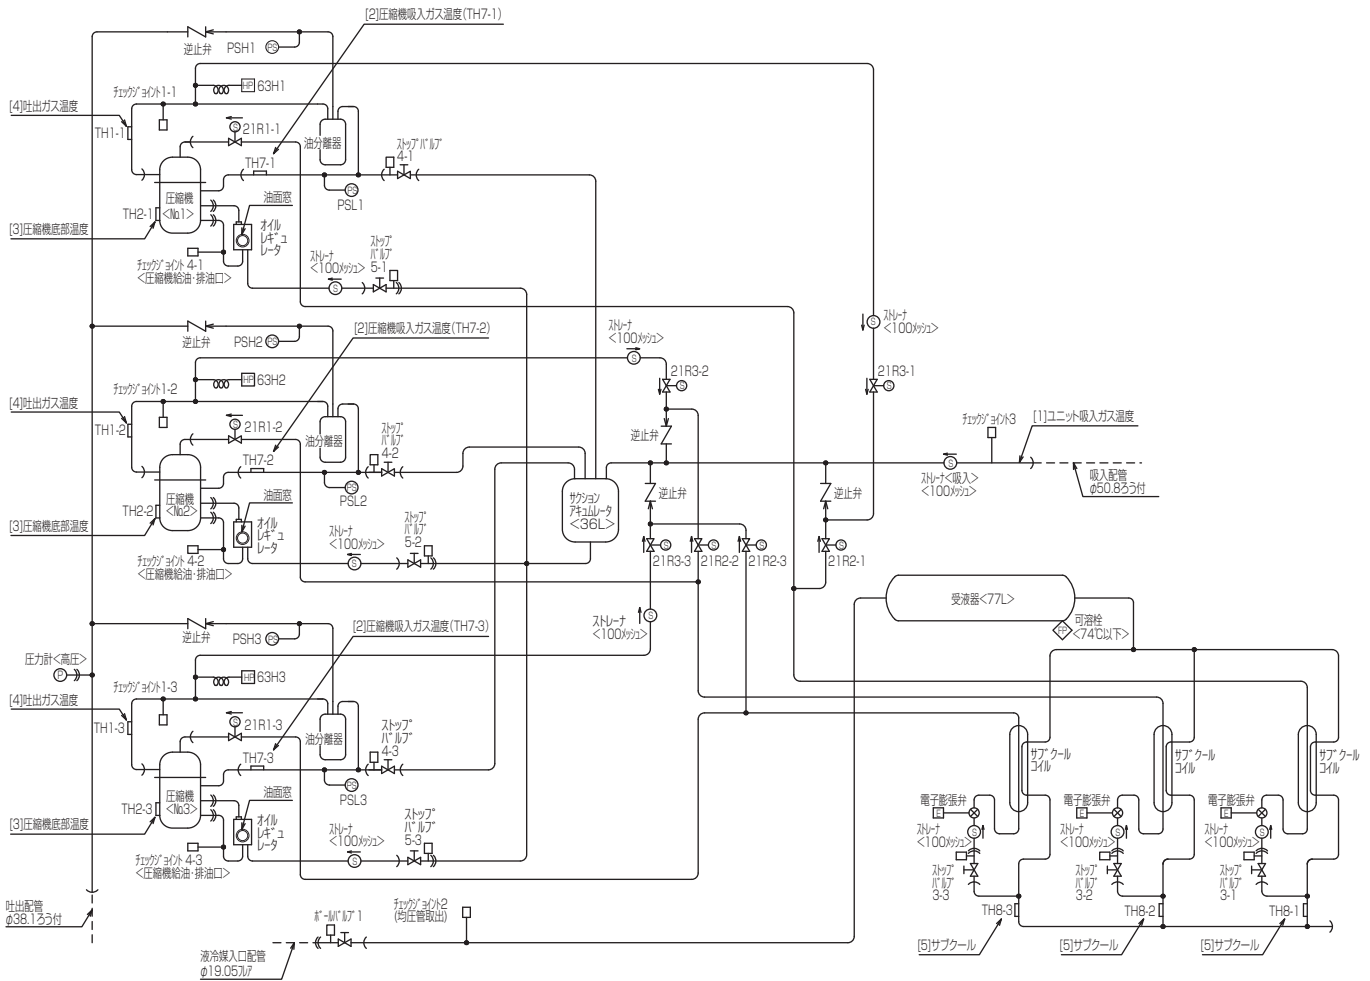 [2]圧縮機吸入ガス温度(TH7-1)
逆止弁
PSH1
PS
チェックジョイント1-1
HP
63H1
[4]吐出ガス温度
TH1-1
S
21R1-1
油分離器
ストップバルブ
4-1
TH7-1
圧縮機
<No.1>
PS
PSL1
TH2-1
油面窓
[3]圧縮機底部温度
オイル
レギュ
レータ
チェックジョイント4-1
<圧縮機給油・排油口>
ストレーナ
<100メッシュ>
S
ストップ
バルブ
5-1
S
ストレーナ
<100メッシュ>
逆止弁
PSH2
PS
[2]圧縮機吸入ガス温度(TH7-2)
ストレーナ
<100メッシュ>
S
チェックジョイント1-2
HP
63H2
21R3-2
S
21R3-1
S
[4]吐出ガス温度
TH1-2
S
21R1-2
油分離器
ストップ
バルブ
4-2
逆止弁
チェックジョイント3
[1]ユニット吸入ガス温度
TH7-2
圧縮機
<No2>
PS
PSL2
S
ストレーナ<吸入>
<100メッシュ>
吸入配管
φ50.8ろう付
TH2-2
油面窓
サクション
アキュムレータ
<36L>
逆止弁
逆止弁
[3]圧縮機底部温度
オイル
レギュ
レータ
チェックジョイント4-2
<圧縮機給油・排油口>
ストレーナ
<100メッシュ>
S
ストップ
バルブ
5-2
S
21R3-3
S
21R2-2
S
21R2-3
S
21R2-1
受液器<77L>
FP
可溶栓
<74℃以下>
逆止弁
PSH3
PS
[2]圧縮機吸入ガス温度(TH7-3)
ストレーナ
<100メッシュ>
S
圧力計<高圧>
P
チェックジョイント1-3
HP
63H3
[4]吐出ガス温度
TH1-3
S
21R1-3
油分離器
ストップ
バルブ
4-3
TH7-3
圧縮機
<No3>
PS
PSL3
TH2-3
油面窓
[3]圧縮機底部温度
オイル
レギュ
レータ
チェックジョイント4-3
<圧縮機給油・排油口>
ストレーナ
<100メッシュ>
S
ストップ
バルブ
5-3
サブクール
コイル
サブクール
コイル
サブクール
コイル
電子膨張弁
電子膨張弁
電子膨張弁
E
E
E
ストレーナ
<100メッシュ>
S
ストレーナ
<100メッシュ>
S
ストレーナ
<100メッシュ>
S
ストップ
バルブ
3-3
ストップ
バルブ
3-2
ストップ
バルブ
3-1
TH8-3
TH8-2
TH8-1
[5]サブクール
[5]サブクール
[5]サブクール
吐出配管
φ38.1ろう付
ボールバルブ1
チェックジョイント2
(均圧管取出)
液冷媒入口配管
φ19.05フレア